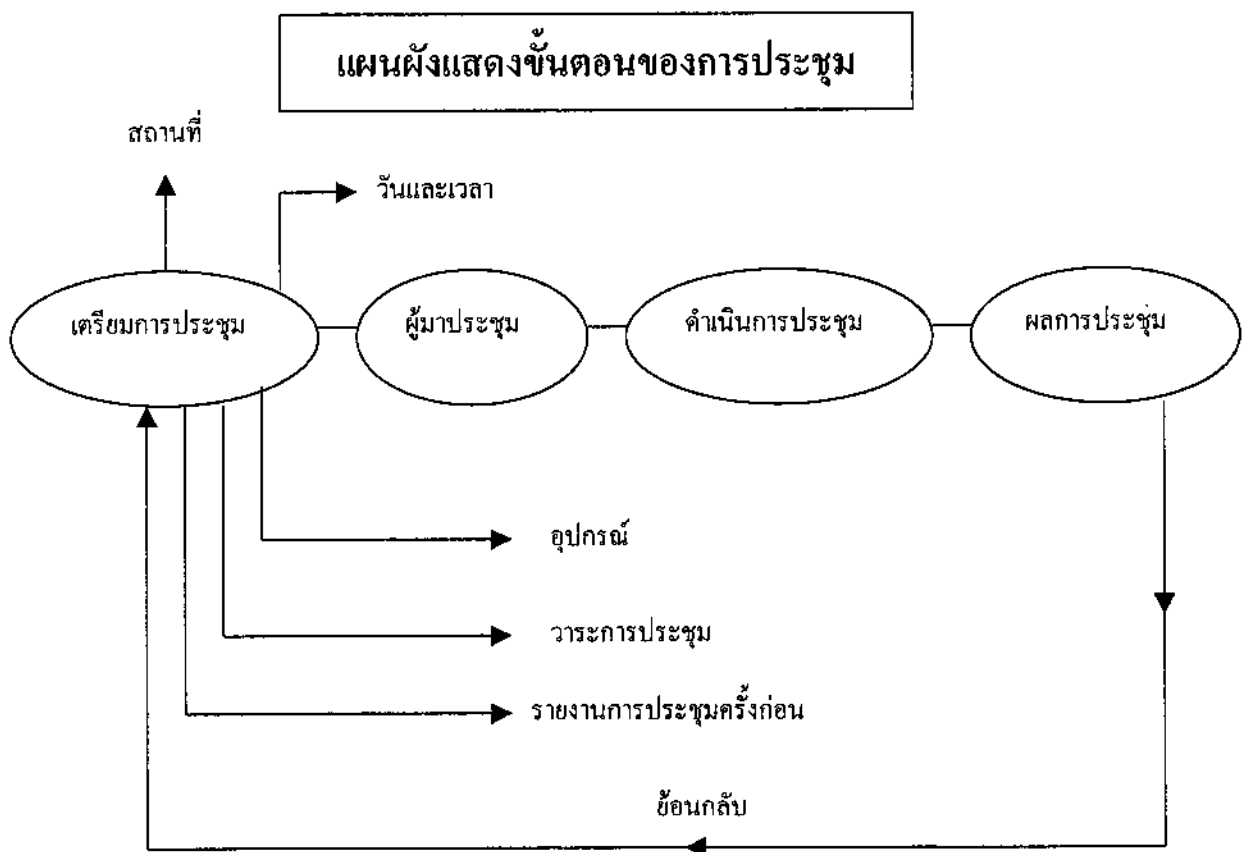 แผนผังแสดงขั้นตอนของการประชุม
สถานที่
วันและเวลา
เตรียมการประชุม
ผู้มาประชุม
ดำเนินการประชุม
ผลการประชุม
อุปกรณ์
วาระการประชุม
รายงานการประชุมครั้งก่อน
ย้อนกลับ